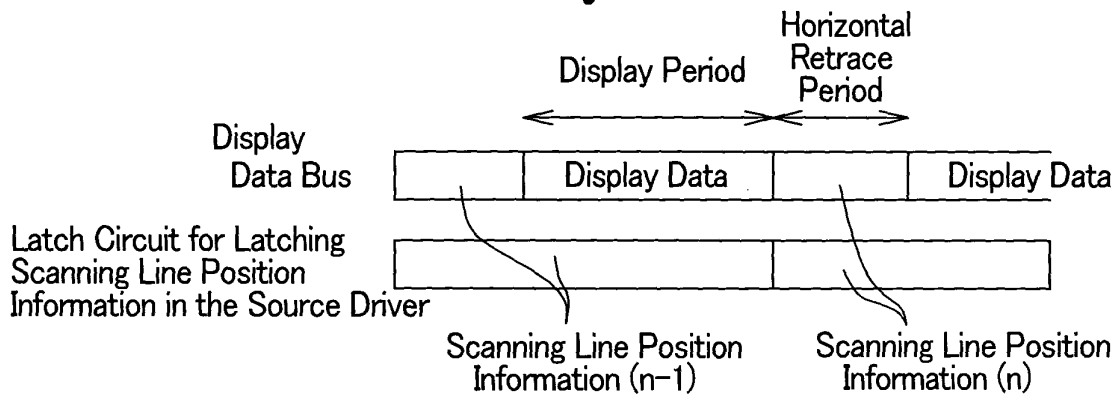 Horizontal
Retrace
Period
Display Period
Display
Data Bus
Display Data
Display Data
Latch Circuit for Latching
Scanning Line Position
Information in the Source Driver
Scanning Line Position
Information (n-1)
Scanning Line Position
Information (n)